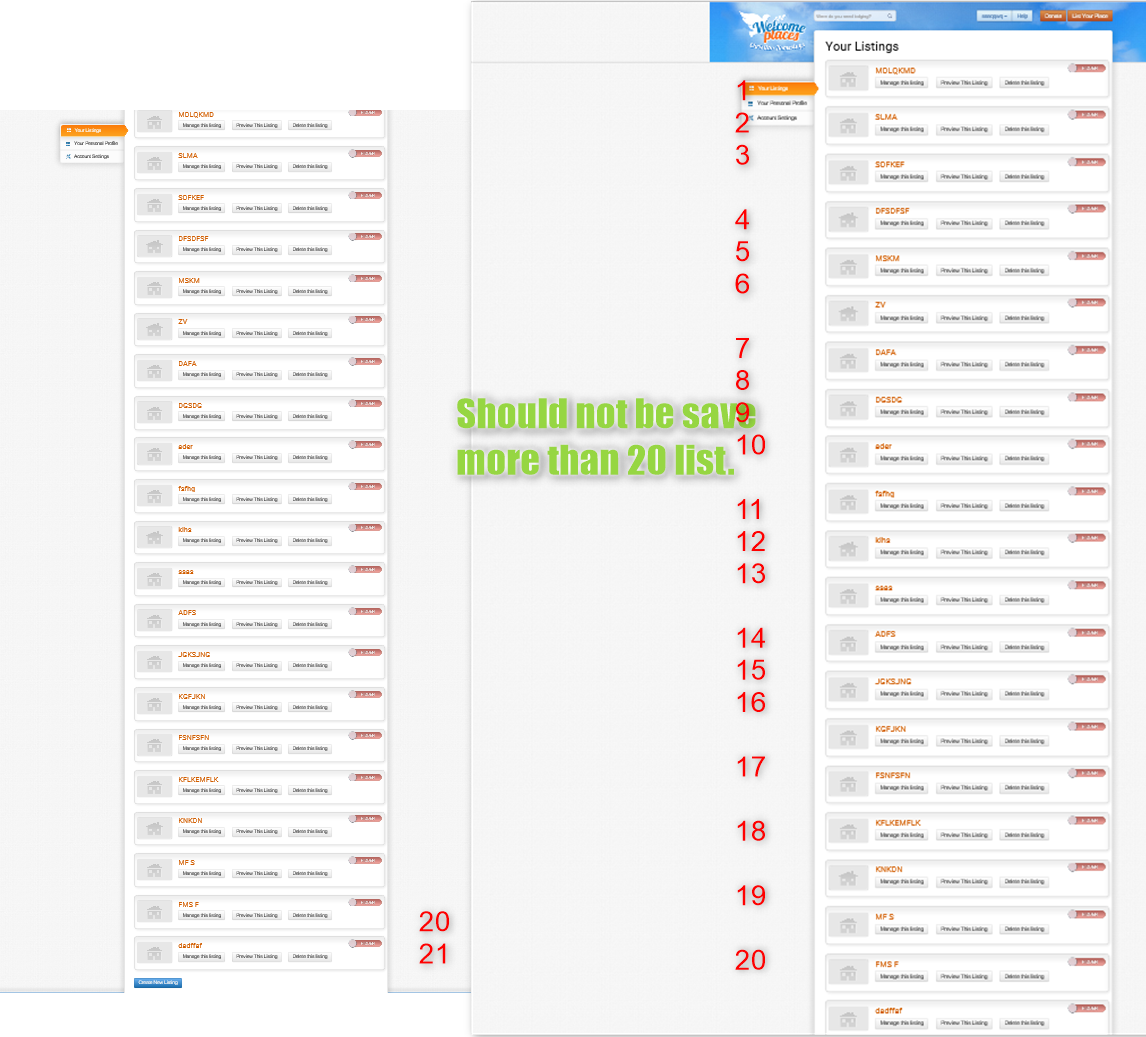 Your Listings
Your Personal Profile
Account Settings
MDLQKMD
Manage this listing Preview This Listing Delete this listing
SLMA
Manage this listing Preview This Listing Delete this listing
SDFKEF
Manage this listing Preview This Listing Delete this listing
DFSDFSF
Manage this listing Preview This Listing Delete this listing
MSKM
Manage this listing Preview This Listing Delete this listing
ZV
Manage this listing Preview This Listing Delete this listing
DAFA
Manage this listing Preview This Listing Delete this listing
DGSDG
Manage this listing Preview This Listing Delete this listing
ader
Manage this listing Preview This Listing Delete this listing
fsfhg
Manage this listing Preview This Listing Delete this listing
klhs
Manage this listing Preview This Listing Delete this listing
ssas
Manage this listing Preview This Listing Delete this listing
ADFS
Manage this listing Preview This Listing Delete this listing
JGKSJNG
Manage this listing Preview This Listing Delete this listing
KGFJKN
Manage this listing Preview This Listing Delete this listing
FSNFSFN
Manage this listing Preview This Listing Delete this listing
KFLKEMFLK
Manage this listing Preview This Listing Delete this listing
KNKDN
Manage this listing Preview This Listing Delete this listing
MF S
Manage this listing Preview This Listing Delete this listing
FMS F
Manage this listing Preview This Listing Delete this listing
dadffaf
Manage this listing Preview This Listing Delete this listing
Create New Listing
20
21
Should not be save
more than 20 list.
Welcome
places
Where do you need lodging?
Help
Donate
List Your Place
Your Listings
Your Personal Profile
Account Settings
1
2
3
4
5
6
7
8
9
10
11
12
13
14
15
16
17
18
19
20
Your Listings
MDLQKMD
Manage this listing Preview This Listing Delete this listing
SLMA
Manage this listing Preview This Listing Delete this listing
SDFKEF
Manage this listing Preview This Listing Delete this listing
DFSDFSF
Manage this listing Preview This Listing Delete this listing
MSKM
Manage this listing Preview This Listing Delete this listing
ZV
Manage this listing Preview This Listing Delete this listing
DAFA
Manage this listing Preview This Listing Delete this listing
DGSDG
Manage this listing Preview This Listing Delete this listing
ader
Manage this listing Preview This Listing Delete this listing
fsfhg
Manage this listing Preview This Listing Delete this listing
klhs
Manage this listing Preview This Listing Delete this listing
ssas
Manage this listing Preview This Listing Delete this listing
ADFS
Manage this listing Preview This Listing Delete this listing
JGKSJNG
Manage this listing Preview This Listing Delete this listing
KGFJKN
Manage this listing Preview This Listing Delete this listing
FSNFSFN
Manage this listing Preview This Listing Delete this listing
KFLKEMFLK
Manage this listing Preview This Listing Delete this listing
KNKDN
Manage this listing Preview This Listing Delete this listing
MF S
Manage this listing Preview This Listing Delete this listing
FMS F
Manage this listing Preview This Listing Delete this listing
dadffaf
Manage this listing Preview This Listing Delete this listing